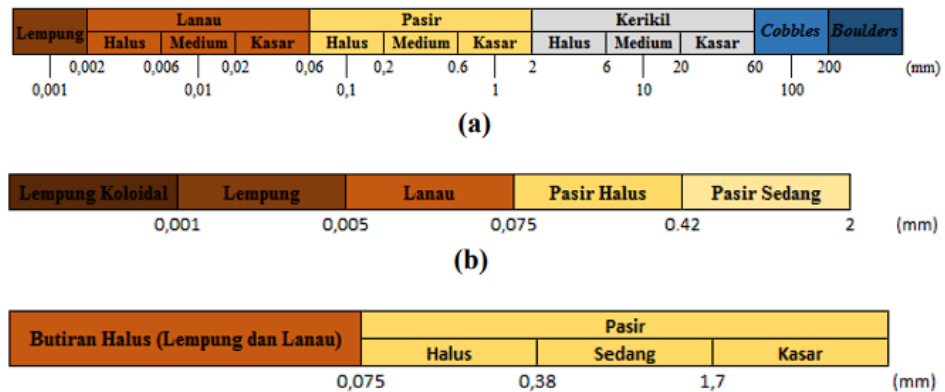 Lempung Lanau Pasir Kerikil Cobbles Boulders
Halus Medium Kasar Halus Medium Kasar Halus Medium Kasar
0,002 0,006 0,02 0,06 0,2 0.6 2 6 20 60 200 (mm)
0,001 0,01 0,1 1 10 100
(a)
Lempung Koloidal Lempung Lanau Pasir Halus Pasir Sedang
0,001 0,005 0,075 0.42 2 (mm)
(b)
Butiran Halus (Lempung dan Lanau) Pasir
Halus Sedang Kasar
0,075 0,38 1,7 (mm)